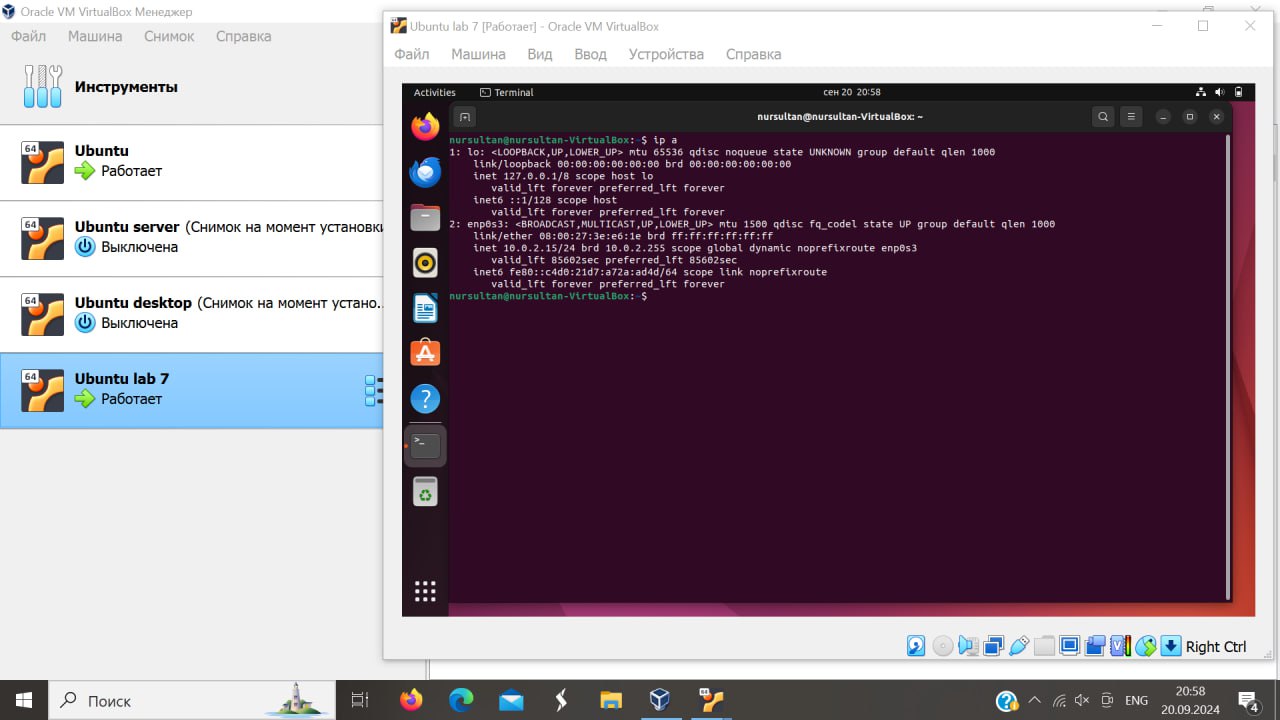 Oracle VM VirtualBox Менеджер
Файл Машина Снимок Справка
Инструменты
64
Ubuntu
Работает
64
Ubuntu server (Снимок на момент установки
Выключена
64
Ubuntu desktop (Снимок на момент устано...
Выключена
64
Ubuntu lab 7
Работает
Ubuntu lab 7 [Работает] - Oracle VM VirtualBox
Файл Машина Вид Ввод Устройства Справка
Activities Terminal сен 20 20:58
nursultan@nursultan-VirtualBox: ~
nursultan@nursultan-VirtualBox:~$ ip a
1: lo: <LOOPBACK,UP,LOWER_UP> mtu 65536 qdisc noqueue state UNKNOWN group default qlen 1000
link/loopback 00:00:00:00:00:00 brd 00:00:00:00:00:00
inet 127.0.0.1/8 scope host lo
valid_lft forever preferred_lft forever
inet6 ::1/128 scope host
valid_lft forever preferred_lft forever
2: enp0s3: <BROADCAST,MULTICAST,UP,LOWER_UP> mtu 1500 qdisc fq_codel state UP group default qlen 1000
link/ether 08:00:27:3e:e6:1e brd ff:ff:ff:ff:ff:ff
inet 10.0.2.15/24 brd 10.0.2.255 scope global dynamic noprefixroute enp0s3
valid_lft 85602sec preferred_lft 85602sec
inet6 fe80::c4d0:21d7:a72a:ad4d/64 scope link noprefixroute
valid_lft forever preferred_lft forever
nursultan@nursultan-VirtualBox:~$
Right Ctrl
Поиск
ENG
20:58
20.09.2024
4